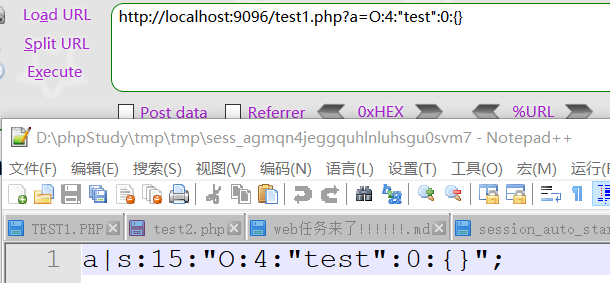 Load URL
http://localhost:9096/test1.php?a=O:4:"test":0:{}
Split URL
Execute
Post data Referrer 0xHEX %URL
D:\phpStudy\tmp\tmp\sess_agmqn4jeggquhlnluhsgu0svm7 - Notepad++
文件(F) 编辑(E) 搜索(S) 视图(V) 编码(N) 语言(L) 设置(T) 工具(O) 宏(M) 运行(R
TEST1.PHP test2.php web任务来了!!!!!!.md session_auto_star
1 a|s:15:"O:4:"test":0:{}";